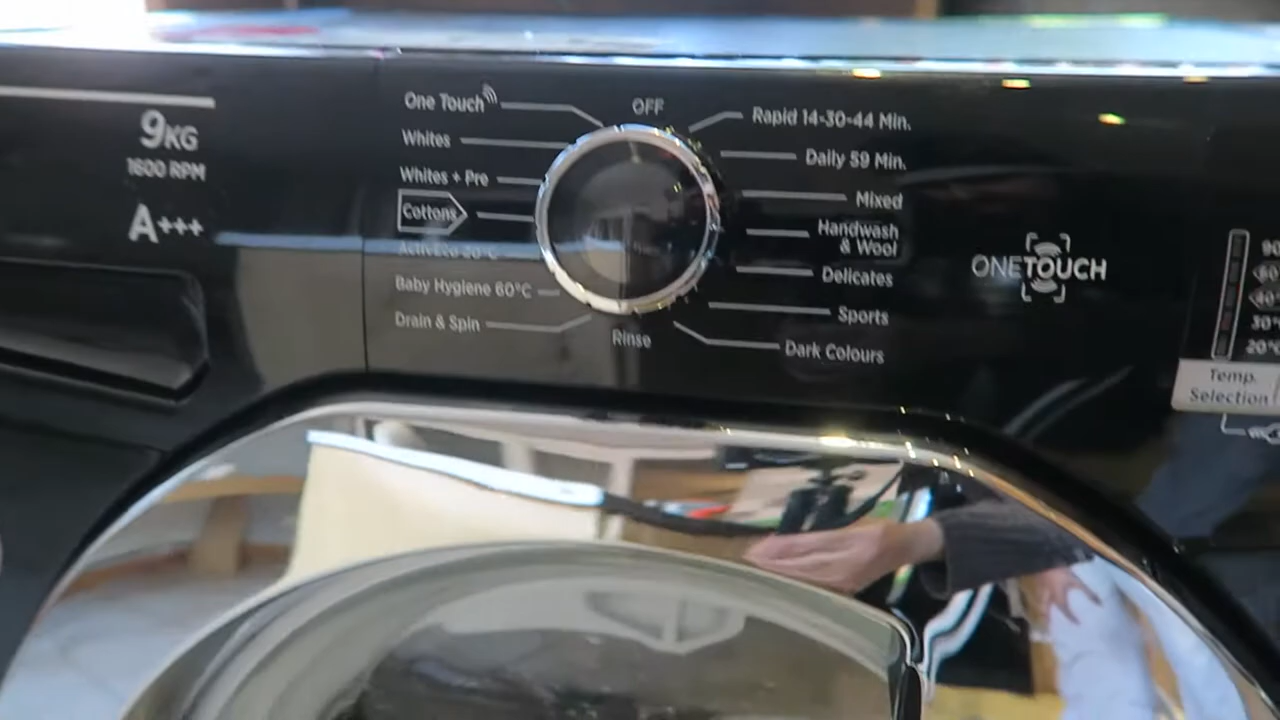 9KG
1600 RPM
A+++
One Touch
Whites
Whites + Pre
Cottons
20°C
Baby Hygiene 60°C
Drain & Spin
OFF
Rinse
Rapid 14-30-44 Min.
Daily 59 Min.
Mixed
Handwash
& Wool
Delicates
Sports
Dark Colours
ONETOUCH
90
60
40
30°
20°C
Temp.
Selection